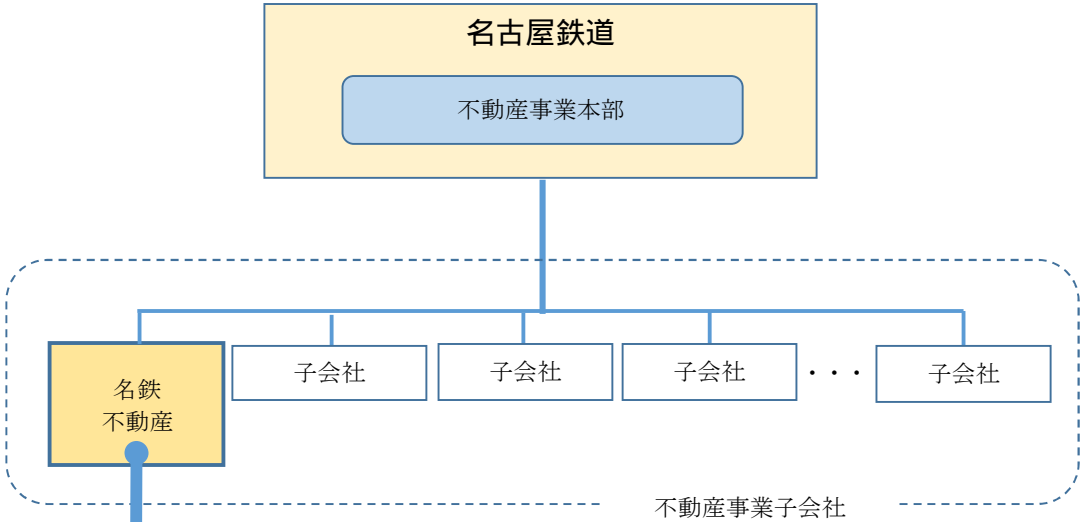 名古屋鉄道
不動産事業本部
名鉄
不動産
子会社
子会社
子会社
・・・
子会社
不動産事業子会社